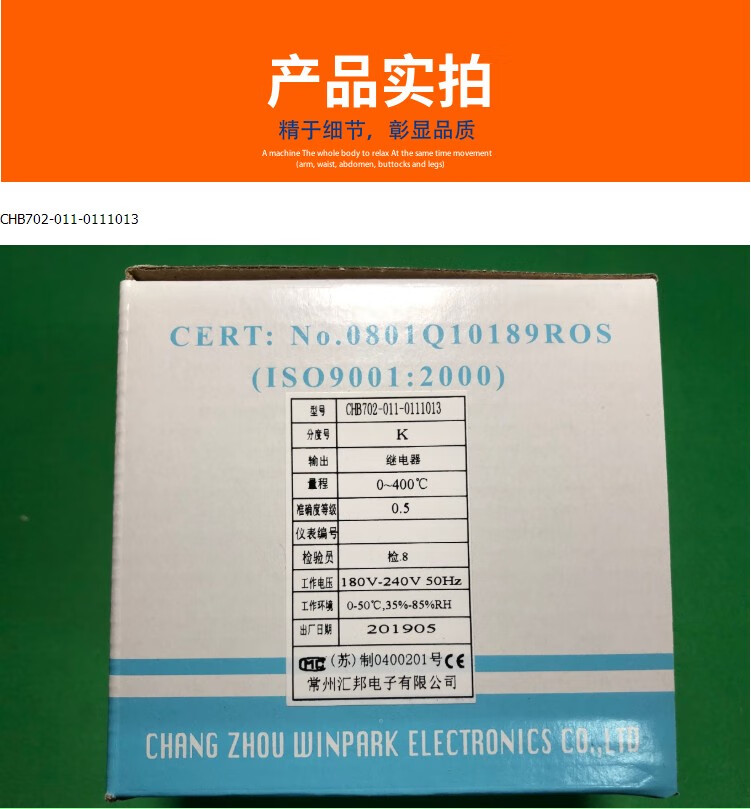 产品实拍
精于细节，彰显品质
A machine The whole body to relax At the same time movement
(arm, waist, abdomen, buttocks and legs)
CHB702-011-0111013
CERT: No.0801Q10189ROS
(ISO9001:2000)
型号 CHB702-011-0111013
分度号 K
输出 继电器
量程 0~400℃
准确度等级 0.5
仪表编号
检验员 检.8
工作电压 180V-240V 50Hz
工作环境 0-50℃,35%-85%RH
出厂日期 201905
MC (苏)制0400201号 CE
常州汇邦电子有限公司
CHANG ZHOU WINPARK ELECTRONICS CO.,LTD